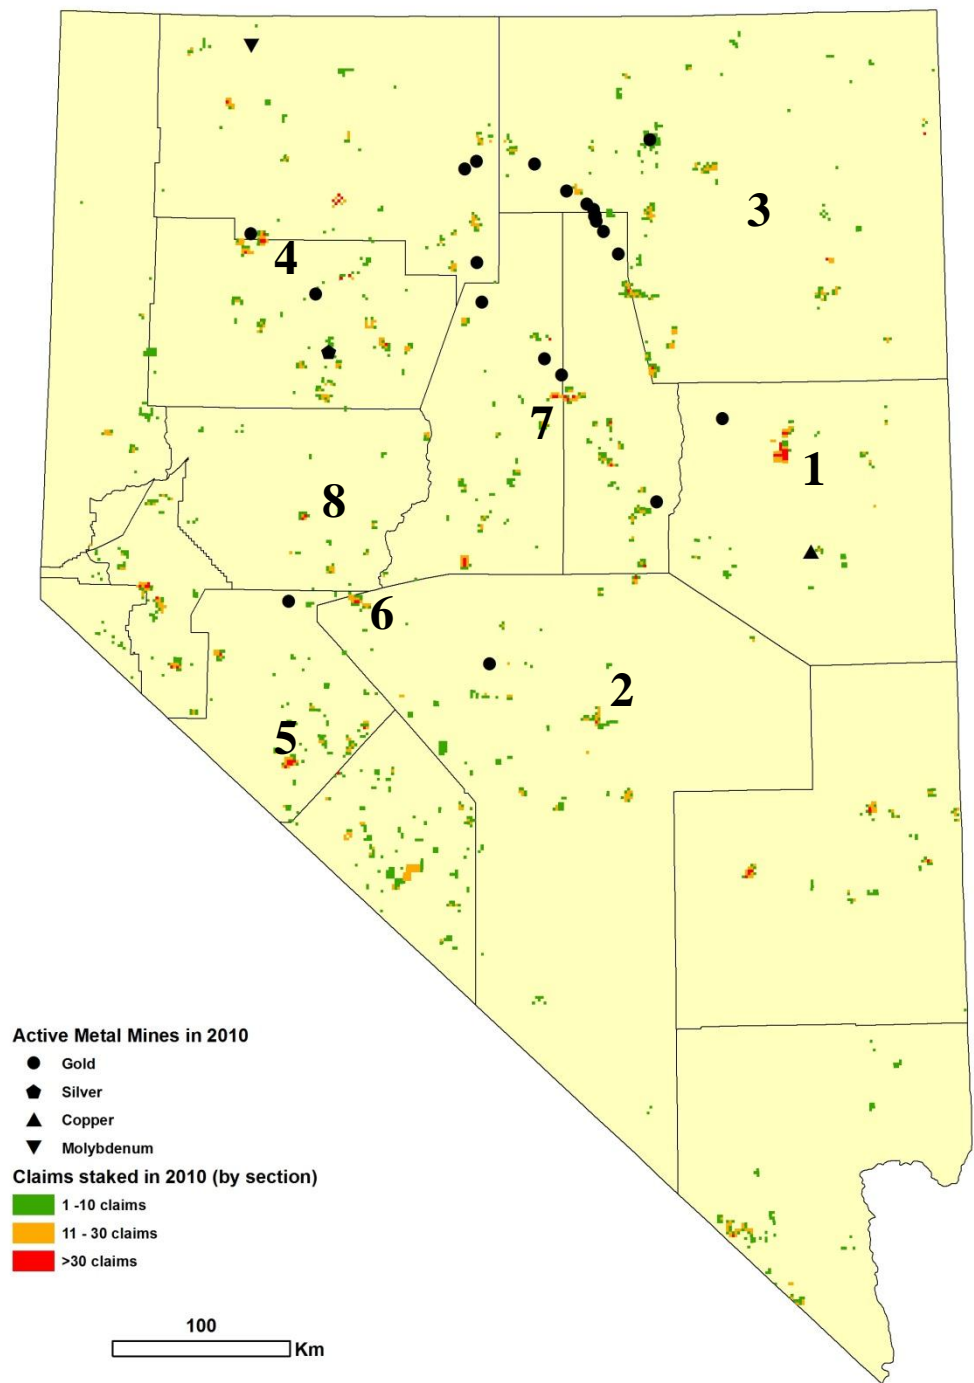 3
4
7
1
8
6
2
5
Active Metal Mines in 2010
Gold
Silver
Copper
Molybdenum
Claims staked in 2010 (by section)
1 -10 claims
11 - 30 claims
>30 claims
100
Km